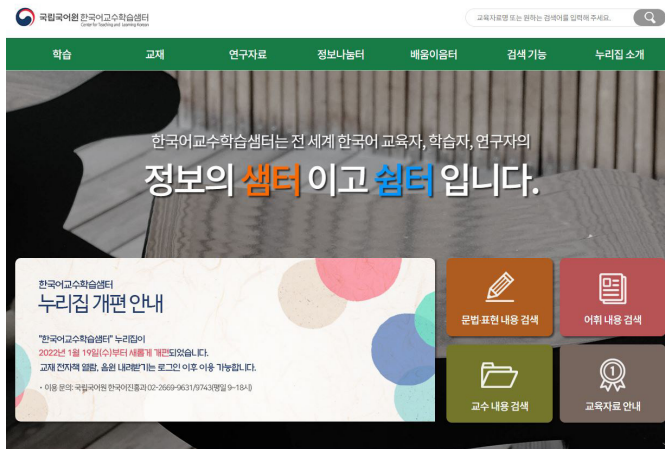 국립국어원 한국어교수학습샘터
Center for Teaching and Learning Korean
교육자료명 또는 원하는 검색어를 입력해 주세요.
학습 교재 연구자료 정보나눔터 배움이음터 검색 기능 누리집 소개
한국어교수학습샘터는 전 세계 한국어 교육자, 학습자, 연구자의
정보의 샘터 이고 쉼터 입니다.
한국어교수학습샘터
누리집 개편 안내
"한국어교수학습샘터" 누리집이
2022년 1월 19일(수)부터 새롭게 개편되었습니다.
교재 전자책 열람, 음원 내려받기는 로그인 이후 이용 가능합니다.
• 이용 문의: 국립국어원 한국어진흥과 02-2669-9631/9743(평일 9~18시)
문법·표현 내용 검색
어휘 내용 검색
교수 내용 검색
1
교육자료 안내